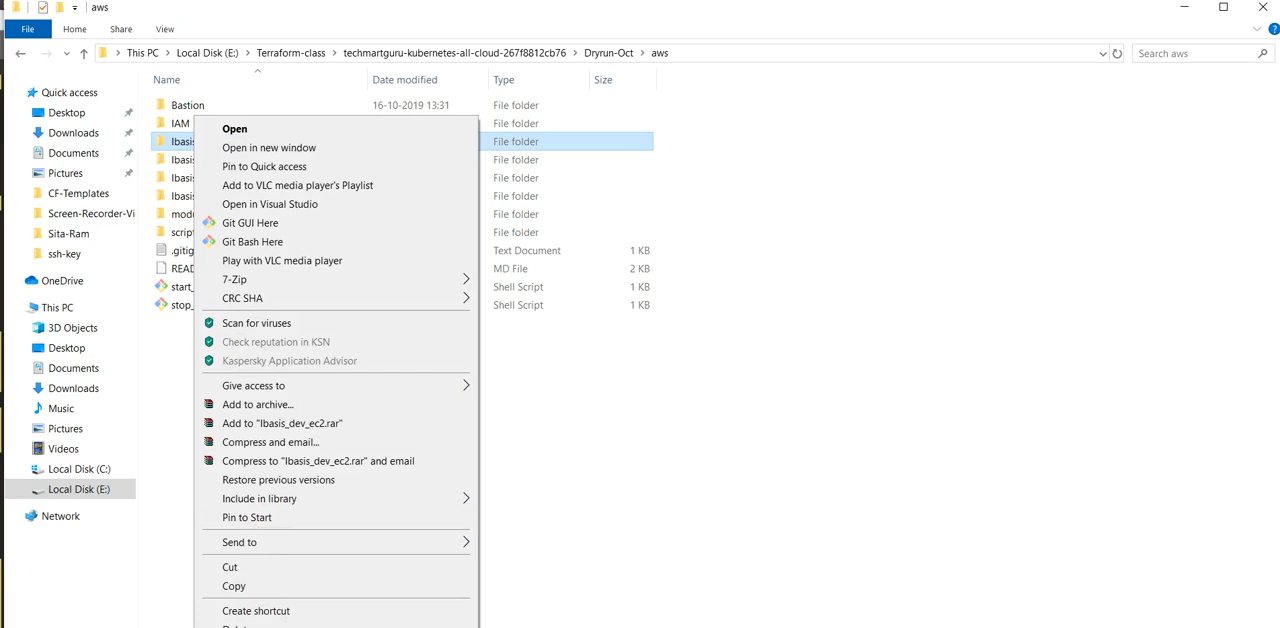 aws
File Home Share View
This PC Local Disk (E:) Terraform-class techmartguru-kubernetes-all-cloud-267f8812cb76 Dryrun-Oct aws
Search aws
Name Date modified Type Size
Quick access
Desktop
Downloads
Documents
Pictures
CF-Templates
Screen-Recorder-Vi
Sita-Ram
ssh-key
OneDrive
This PC
3D Objects
Desktop
Documents
Downloads
Music
Pictures
Videos
Local Disk (C:)
Local Disk (E:)
Network
Bastion 16-10-2019 13:31 File folder
IAM File folder
Ibasis File folder
Ibasis File folder
Ibasis File folder
Ibasis File folder
modu File folder
script File folder
.gitig Text Document 1 KB
READ MD File 2 KB
start_ Shell Script 1 KB
stop_ Shell Script 1 KB
Open
Open in new window
Pin to Quick access
Add to VLC media player's Playlist
Open in Visual Studio
Git GUI Here
Git Bash Here
Play with VLC media player
7-Zip
CRC SHA
Scan for viruses
Check reputation in KSN
Kaspersky Application Advisor
Give access to
Add to archive...
Add to "Ibasis_dev_ec2.rar"
Compress and email...
Compress to "Ibasis_dev_ec2.rar" and email
Restore previous versions
Include in library
Pin to Start
Send to
Cut
Copy
Create shortcut